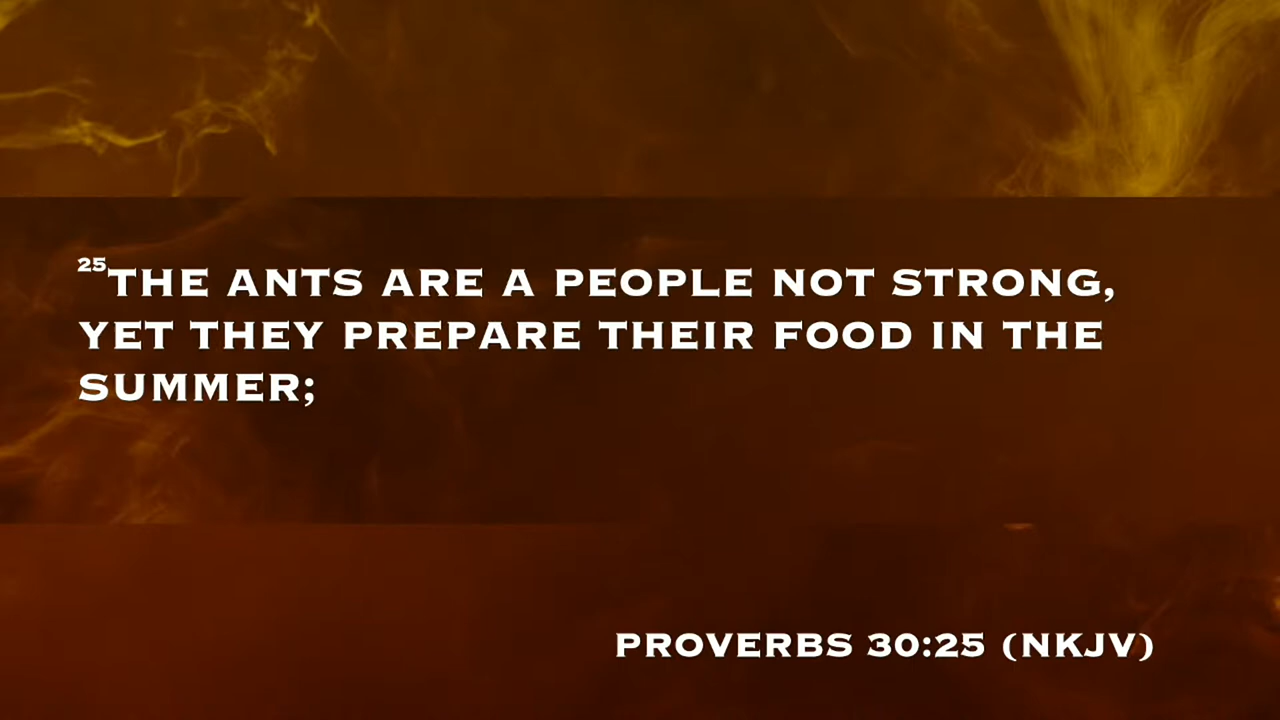 25THE ANTS ARE A PEOPLE NOT STRONG,
YET THEY PREPARE THEIR FOOD IN THE
SUMMER;
PROVERBS 30:25 (NKJV)